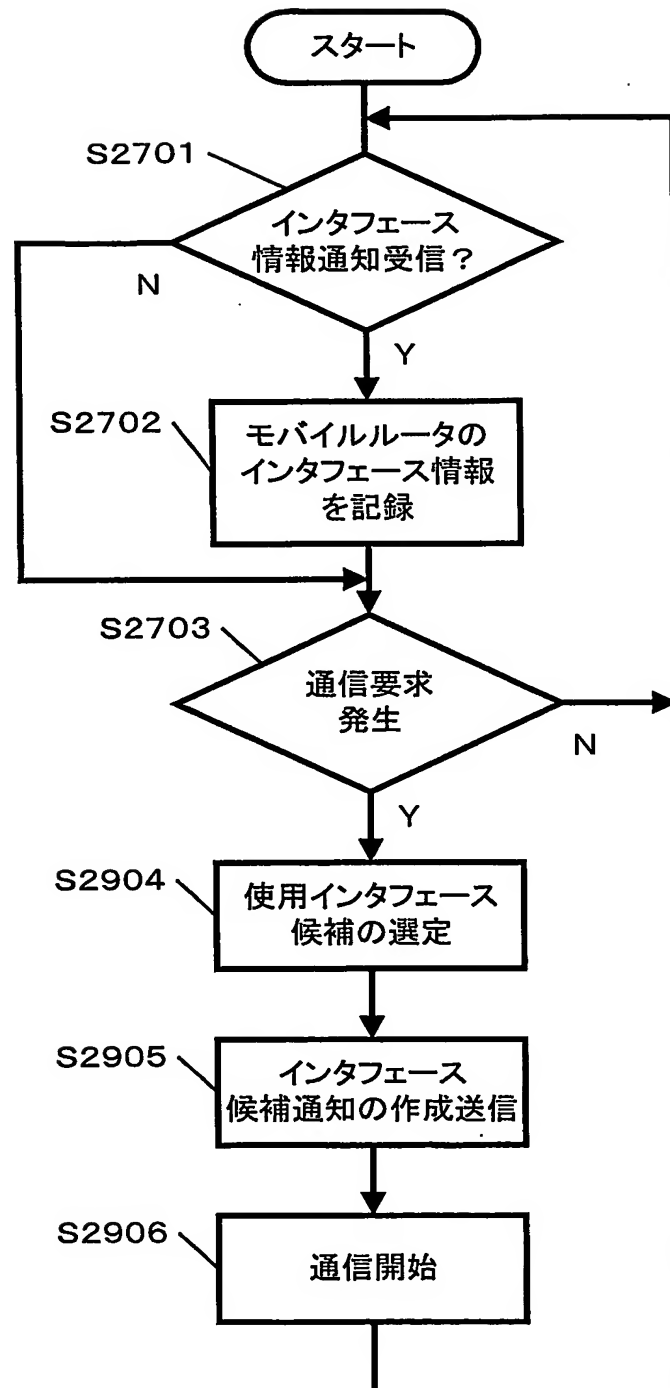 スタート
S2701
インタフェース
情報通知受信？
N
Y
S2702
モバイルルータの
インタフェース情報
を記録
S2703
通信要求
発生
N
Y
S2904
使用インタフェース
候補の選定
S2905
インタフェース
候補通知の作成送信
S2906
通信開始